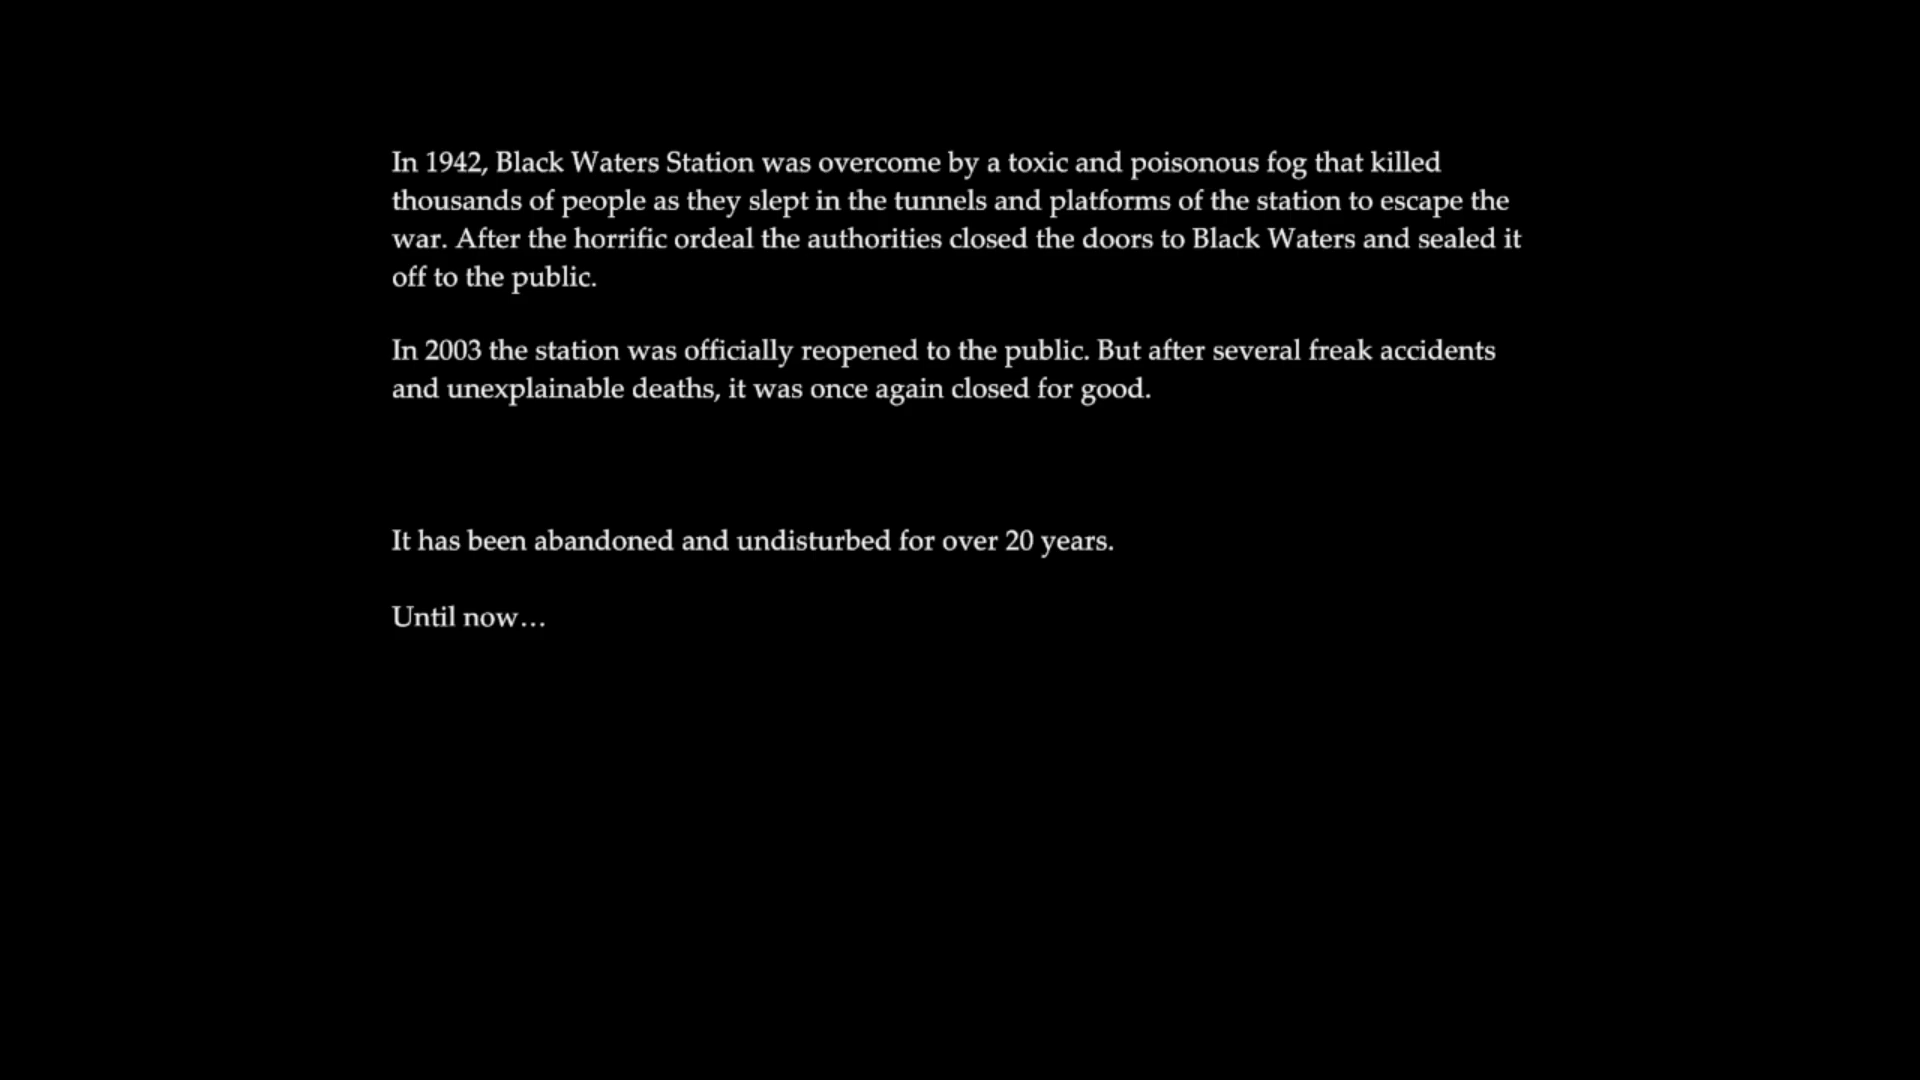 In 1942, Black Waters Station was overcome by a toxic and poisonous fog that killed
thousands of people as they slept in the tunnels and platforms of the station to escape the
war. After the horrific ordeal the authorities closed the doors to Black Waters and sealed it
off to the public.
In 2003 the station was officially reopened to the public. But after several freak accidents
and unexplainable deaths, it was once again closed for good.
It has been abandoned and undisturbed for over 20 years.
Until now…